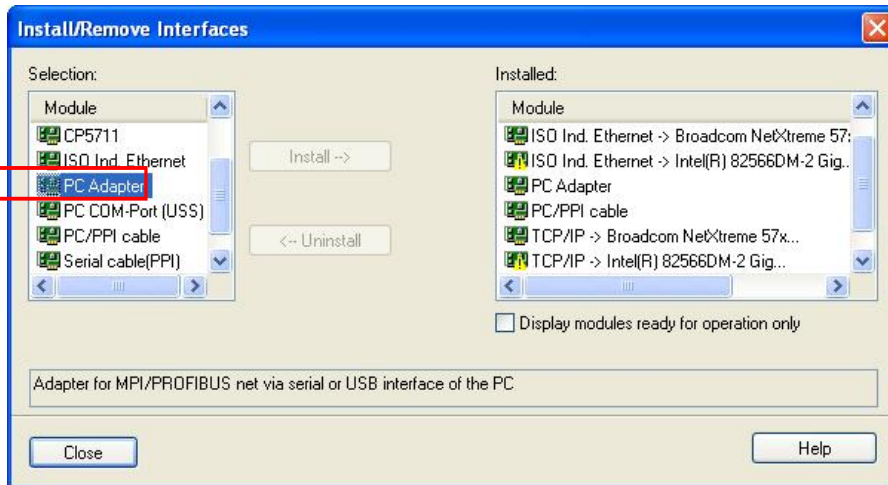 Install/Remove Interfaces
Selection:
Module
CP5711
ISO Ind. Ethernet
PC Adapter
PC COM-Port (USS)
PC/PPI cable
Serial cable(PPI)
Install -->
<-- Uninstall
Installed:
Module
ISO Ind. Ethernet -> Broadcom NetXtreme 57
ISO Ind. Ethernet -> Intel(R) 82566DM-2 Gig...
PC Adapter
PC/PPI cable
TCP/IP -> Broadcom NetXtreme 57x...
TCP/IP -> Intel(R) 82566DM-2 Gig...
Display modules ready for operation only
Adapter for MPI/PROFIBUS net via serial or USB interface of the PC
Close
Help